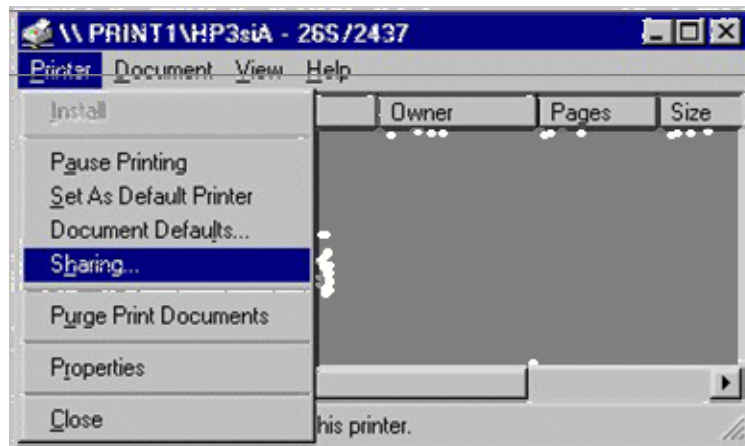 \\ PRINT1\HP3siA - 26S/2437
Printer Document View Help
Install
Owner Pages Size
Pause Printing
Set As Default Printer
Document Defaults...
Sharing...
Purge Print Documents
Properties
Close
his printer.